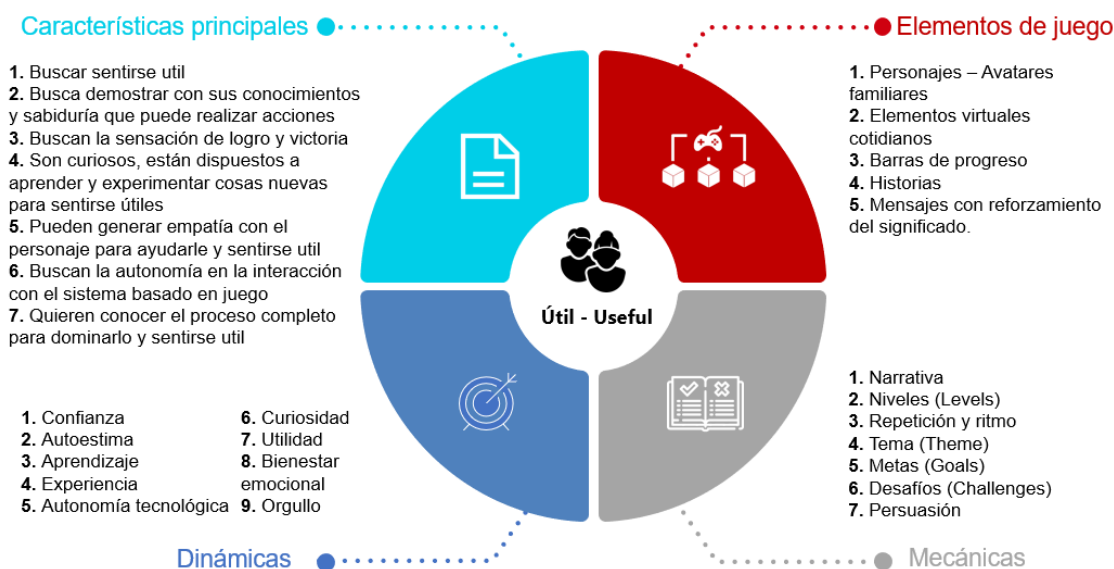 Características principales
1. Buscar sentirse util
2. Busca demostrar con sus conocimientos
y sabiduría que puede realizar acciones
3. Buscan la sensación de logro y victoria
4. Son curiosos, están dispuestos a
aprender y experimentar cosas nuevas
para sentirse útiles
5. Pueden generar empatía con el
personaje para ayudarle y sentirse util
6. Buscan la autonomía en la interacción
con el sistema basado en juego
7. Quieren conocer el proceso completo
para dominarlo y sentirse util
Elementos de juego
1. Personajes – Avatares
familiares
2. Elementos virtuales
cotidianos
3. Barras de progreso
4. Historias
5. Mensajes con reforzamiento
del significado.
Útil - Useful
1. Confianza
2. Autoestima
3. Aprendizaje
4. Experiencia
5. Autonomía tecnológica
6. Curiosidad
7. Utilidad
8. Bienestar
emocional
9. Orgullo
Dinámicas
1. Narrativa
2. Niveles (Levels)
3. Repetición y ritmo
4. Tema (Theme)
5. Metas (Goals)
6. Desafíos (Challenges)
7. Persuasión
Mecánicas